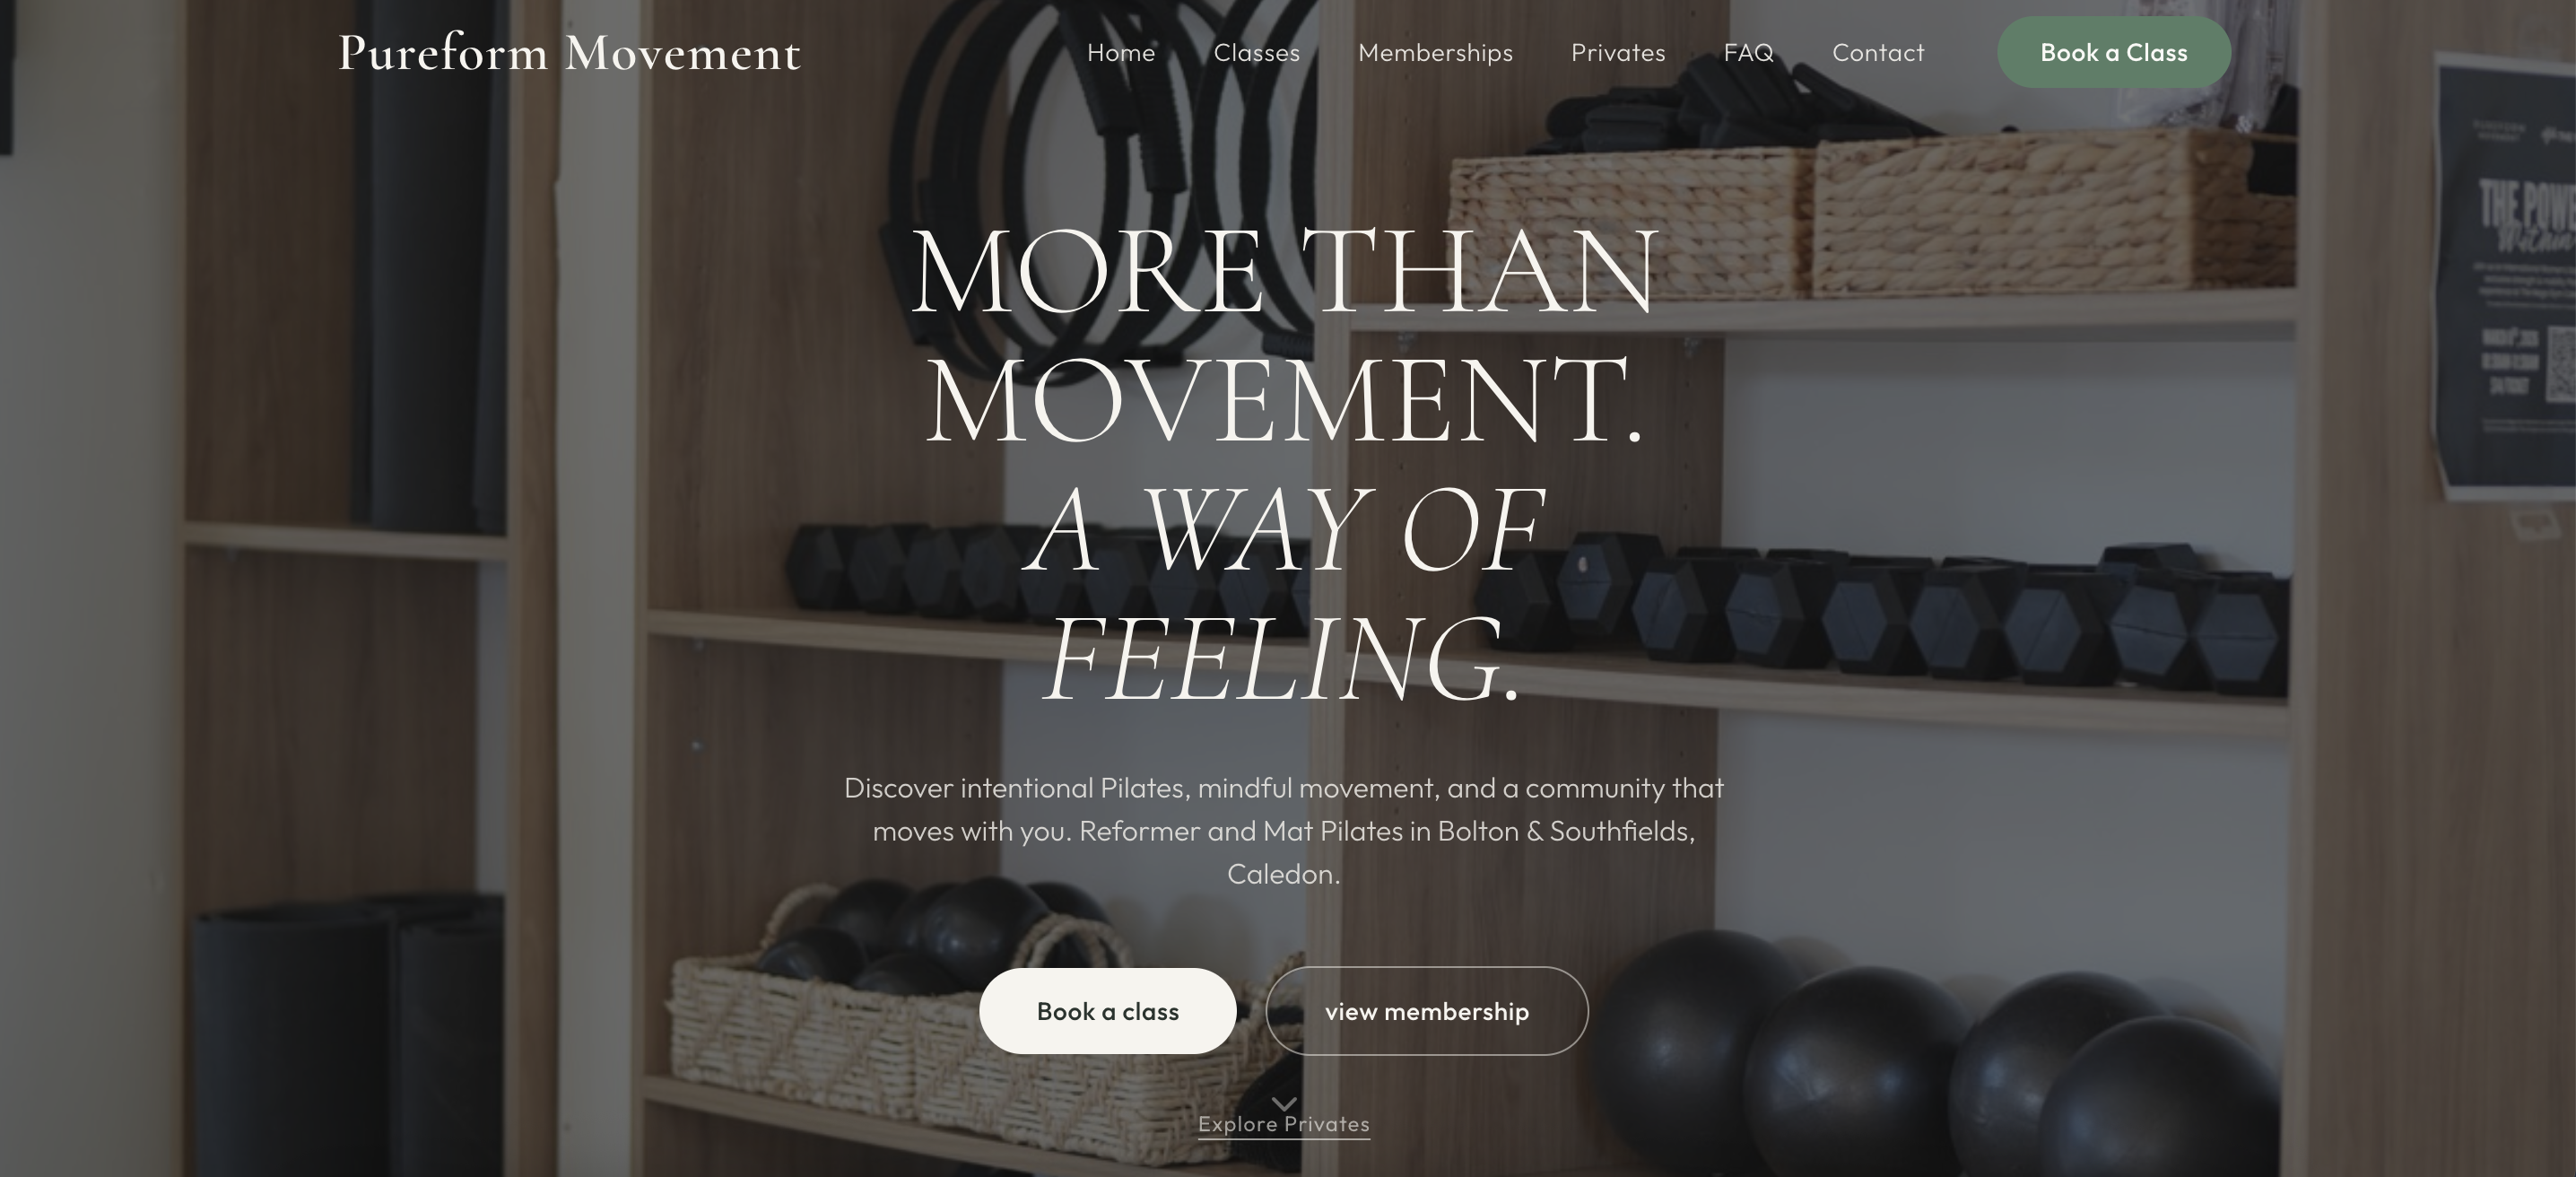 Pureform Movement
Home Classes Memberships Privates FAQ Contact Book a Class
MORE THAN
MOVEMENT.
A WAY OF
FEELING.
Discover intentional Pilates, mindful movement, and a community that
moves with you. Reformer and Mat Pilates in Bolton & Southfields,
Caledon.
Book a class view membership
Explore Privates
THE